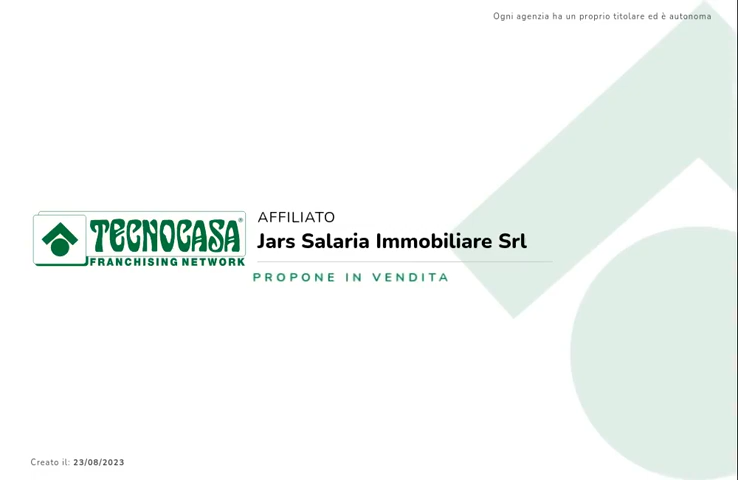 Ogni agenzia ha un proprio titolare ed è autonoma
TECNOCASA®
FRANCHISING NETWORK
AFFILIATO
Jars Salaria Immobiliare Srl
PROPONE IN VENDITA
Creato il: 23/08/2023